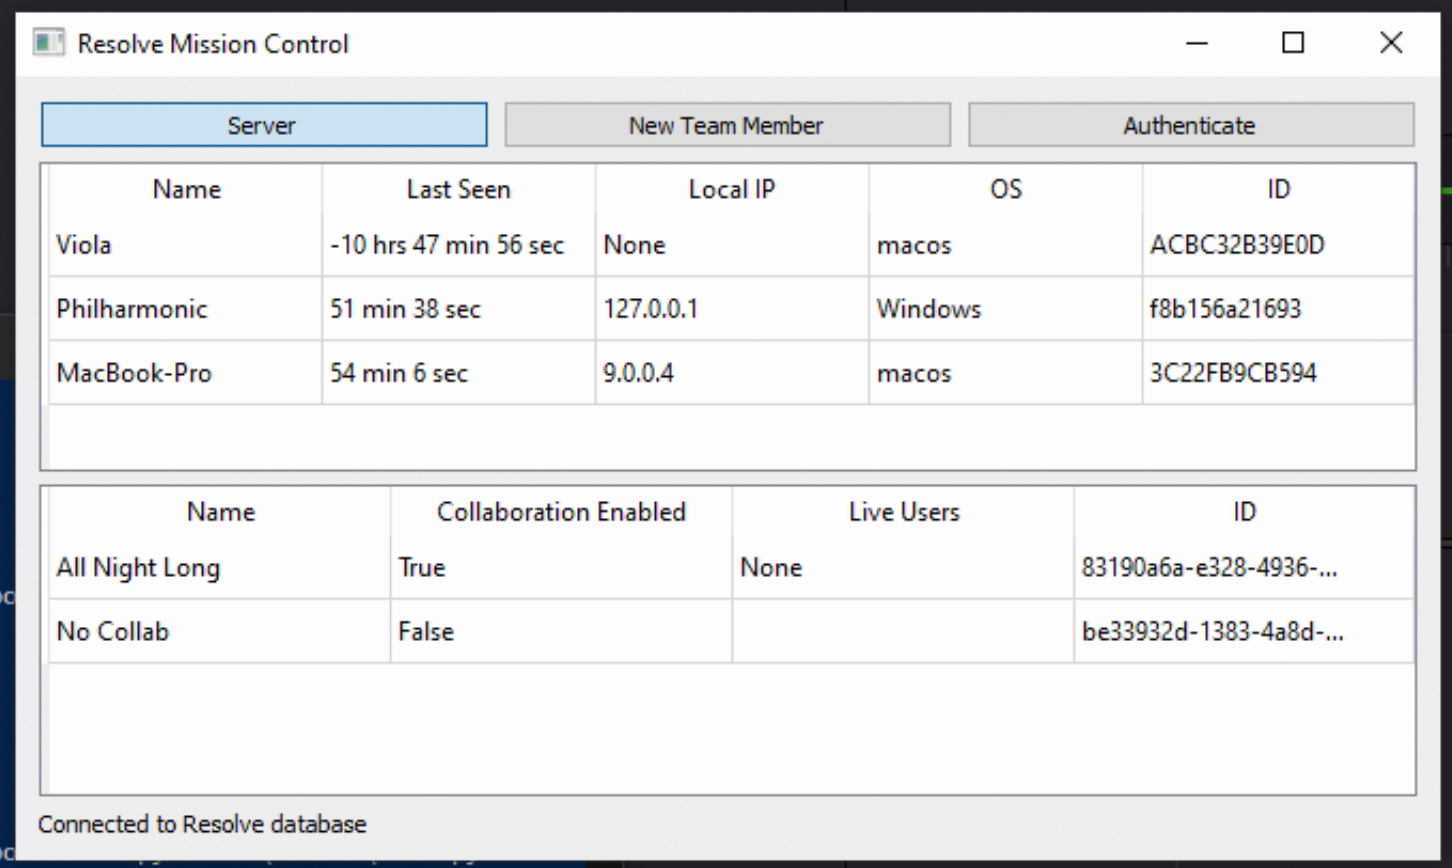 Resolve Mission Control
Server New Team Member Authenticate
Name Last Seen Local IP OS ID
Viola -10 hrs 47 min 56 sec None macos ACBC32B39E0D
Philharmonic 51 min 38 sec 127.0.0.1 Windows f8b156a21693
MacBook-Pro 54 min 6 sec 9.0.0.4 macos 3C22FB9CB594
Name Collaboration Enabled Live Users ID
All Night Long True None 83190a6a-e328-4936-...
No Collab False be33932d-1383-4a8d-...
Connected to Resolve database